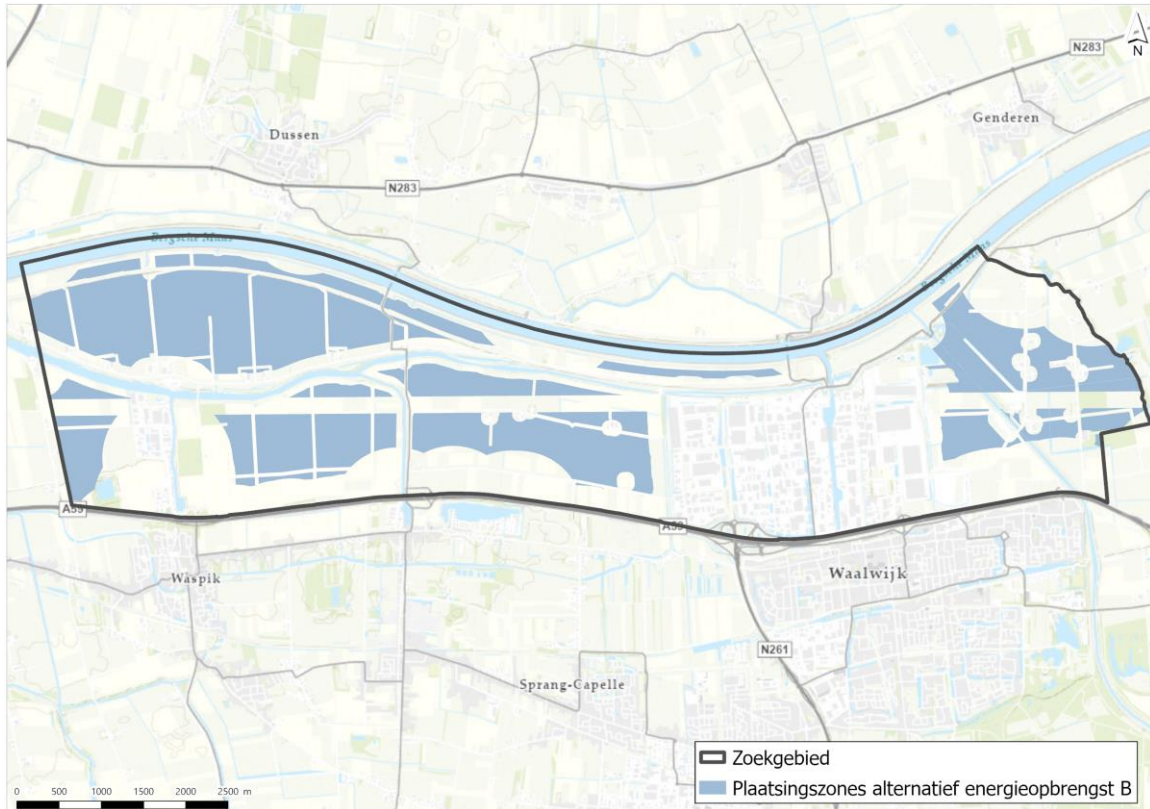 N283
N
Dussen
Genderen
N283
Bergsche Maas
A59
A59
Waspik
Waalwijk
N261
Sprang-Capelle
Zoekgebied
Plaatsingszones alternatief energieopbrengst B
0 500 1000 1500 2000 2500 m